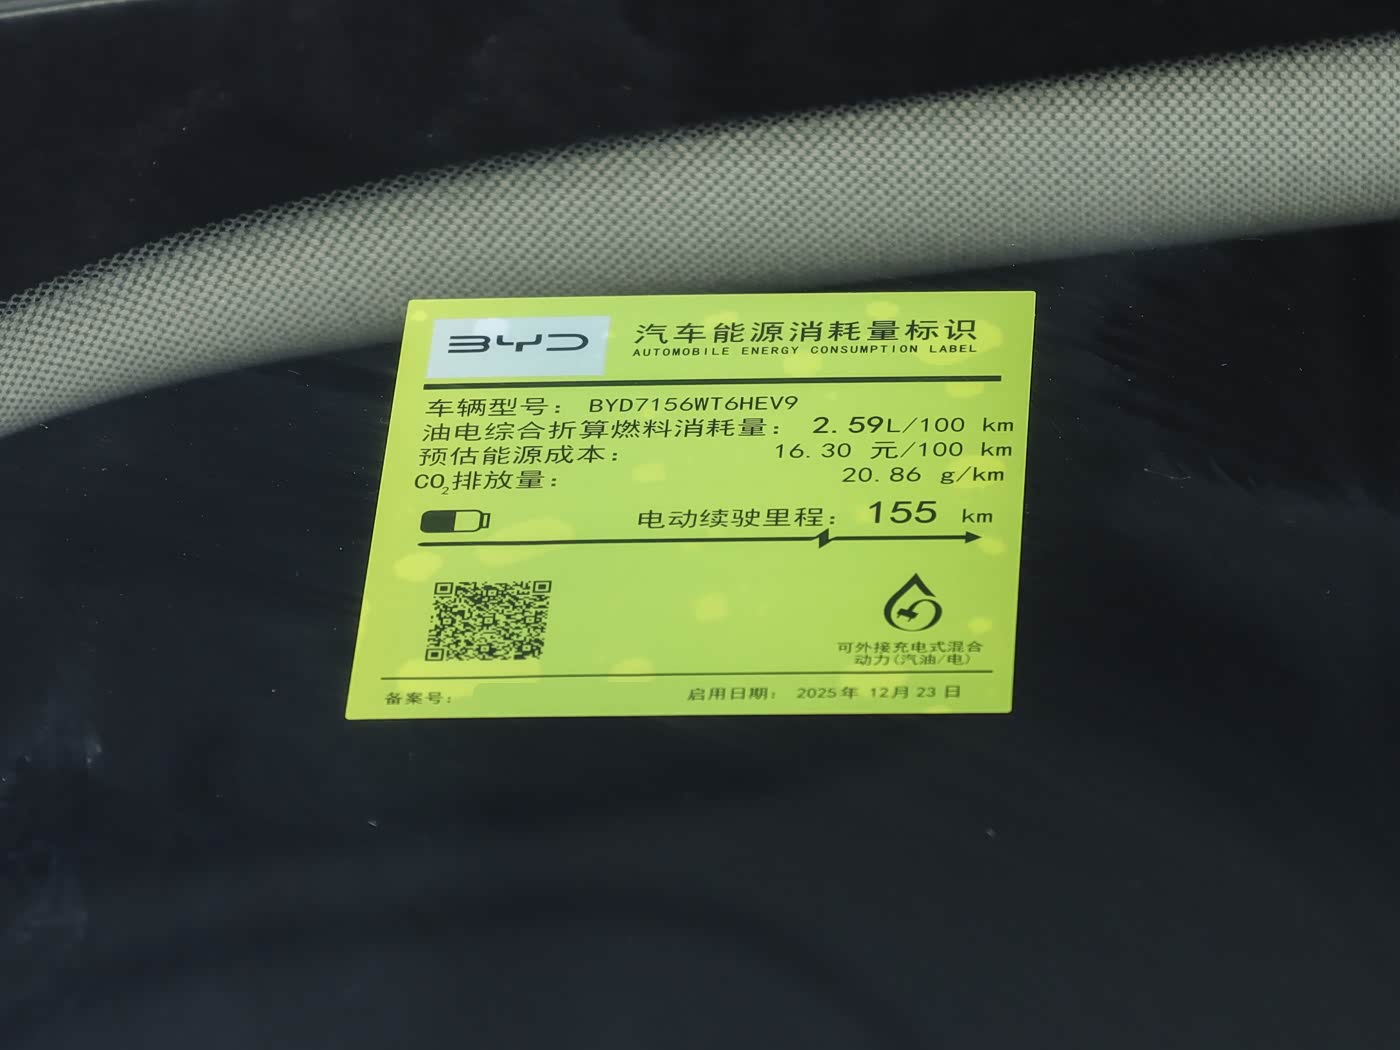 BYD
汽车能源消耗量标识
AUTOMOBILE ENERGY CONSUMPTION LABEL
车辆型号: BYD7156WT6HEV9
油电综合折算燃料消耗量: 2.59L/100 km
预估能源成本: 16.30 元/100 km
CO₂排放量: 20.86 g/km
电动续驶里程: 155 km
可外接充电式混合
动力(汽油/电)
备案号: 启用日期: 2025年 12月 23 日